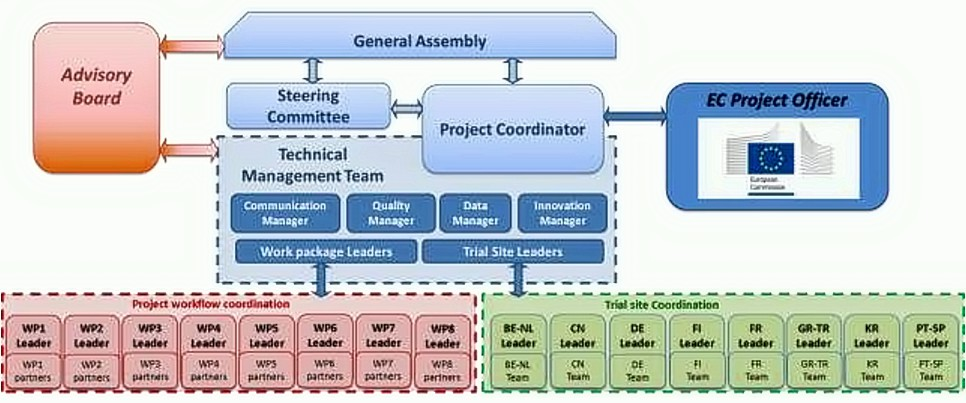 General Assembly
Advisory
Board
Steering
Committee
Project Coordinator
EC Project Officer
European
Commission
Technical
Management Team
Communication
Manager
Quality
Manager
Data
Manager
Innovation
Manager
Work package Leaders
Trial Site Leaders
Project workflow coordination
WP1
Leader
WP2
Leader
WP3
Leader
WP4
Leader
WP5
Leader
WP6
Leader
WP7
Leader
WP8
Leader
WP1
partners
WP2
partners
WP3
partners
WP4
partners
WP5
partners
WP6
partners
WP7
partners
WP8
partners
Trial site Coordination
BE-NL
Leader
CN
Leader
DE
Leader
FI
Leader
FR
Leader
GR-TR
Leader
KR
Leader
PT-SP
Leader
BE-NL
Team
CN
Team
DE
Team
FI
Team
FR
Team
GR-TR
Team
KR
Team
PT-SP
Team